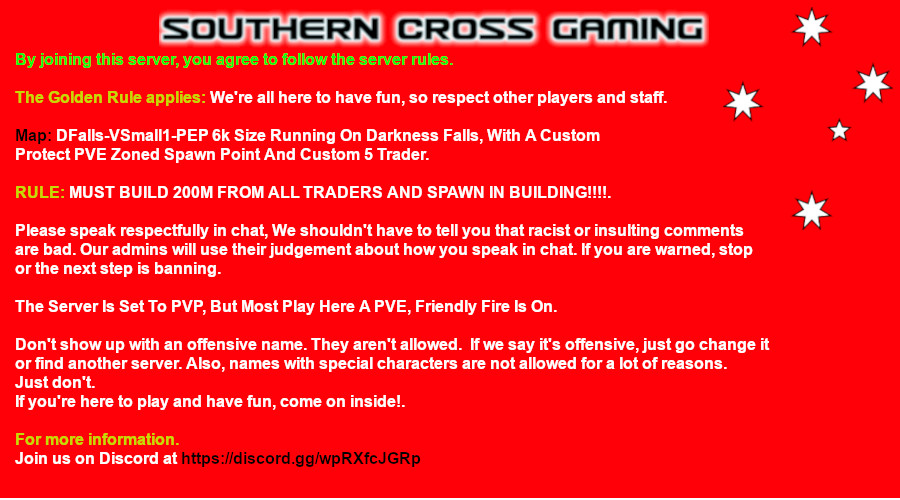 SOUTHERN CROSS GAMING
By joining this server, you agree to follow the server rules.
The Golden Rule applies: We're all here to have fun, so respect other players and staff.
Map: DFalls-VSmall1-PEP 6k Size Running On Darkness Falls, With A Custom
Protect PVE Zoned Spawn Point And Custom 5 Trader.
RULE: MUST BUILD 200M FROM ALL TRADERS AND SPAWN IN BUILDING!!!!.
Please speak respectfully in chat, We shouldn't have to tell you that racist or insulting comments
are bad. Our admins will use their judgement about how you speak in chat. If you are warned, stop
or the next step is banning.
The Server Is Set To PVP, But Most Play Here A PVE, Friendly Fire Is On.
Don't show up with an offensive name. They aren't allowed.  If we say it's offensive, just go change it
or find another server. Also, names with special characters are not allowed for a lot of reasons.
Just don't.
If you're here to play and have fun, come on inside!.
For more information.
Join us on Discord at https://discord.gg/wpRXfcJGRp